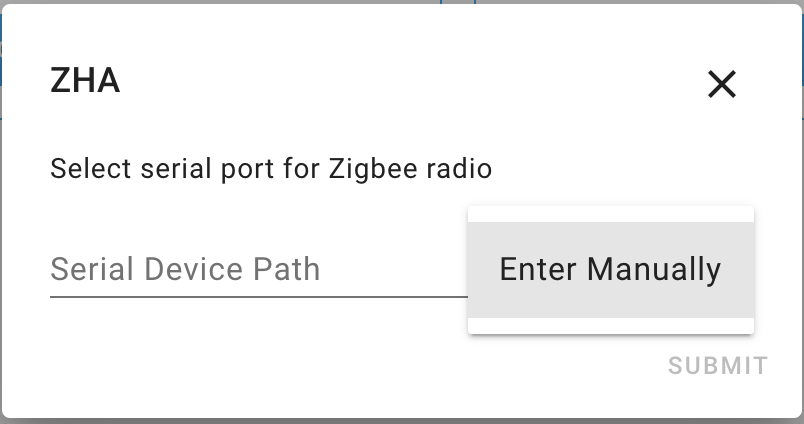 ZHA
Select serial port for Zigbee radio
Serial Device Path
Enter Manually
SUBMIT